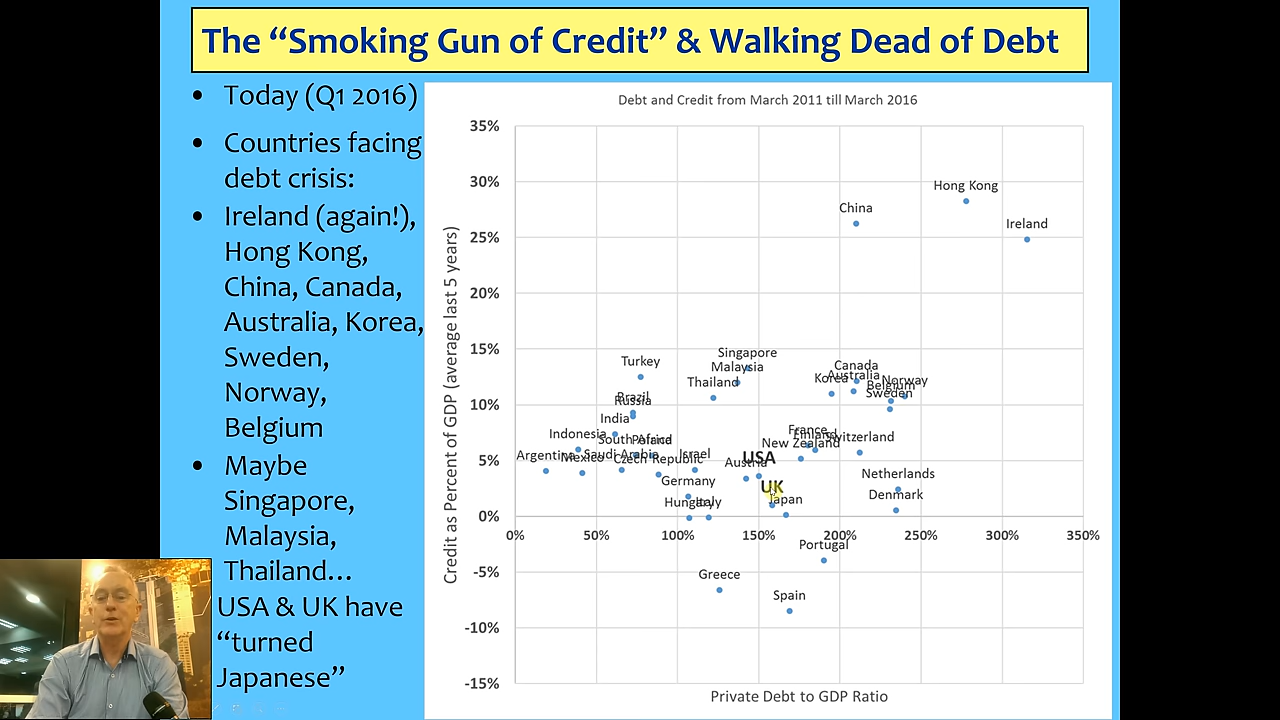 The “Smoking Gun of Credit” & Walking Dead of Debt
• Today (Q1 2016)
• Countries facing
debt crisis:
• Ireland (again!),
Hong Kong,
China, Canada,
Australia, Korea,
Sweden,
Norway,
Belgium
• Maybe
Singapore,
Malaysia,
Thailand…
USA & UK have
“turned
Japanese”
Debt and Credit from March 2011 till March 2016
Credit as Percent of GDP (average last 5 years)
35%
30%
25%
20%
15%
10%
5%
0%
-5%
-10%
-15%
Hong Kong
China
Ireland
Singapore
Turkey
Malaysia
Canada
Thailand
Korea
Australia
Norway
Belgium
Sweden
Brazil
Russia
India
Indonesia
South Africa
Poland
France
Finland
Switzerland
New Zealand
Argentina
Mexico
Saudi Arabia
Czech Republic
Israel
USA
Austria
Germany
UK
Netherlands
Denmark
Hungary
Italy
Japan
0%
50%
100%
150%
200%
250%
300%
350%
Portugal
Greece
Spain
Private Debt to GDP Ratio